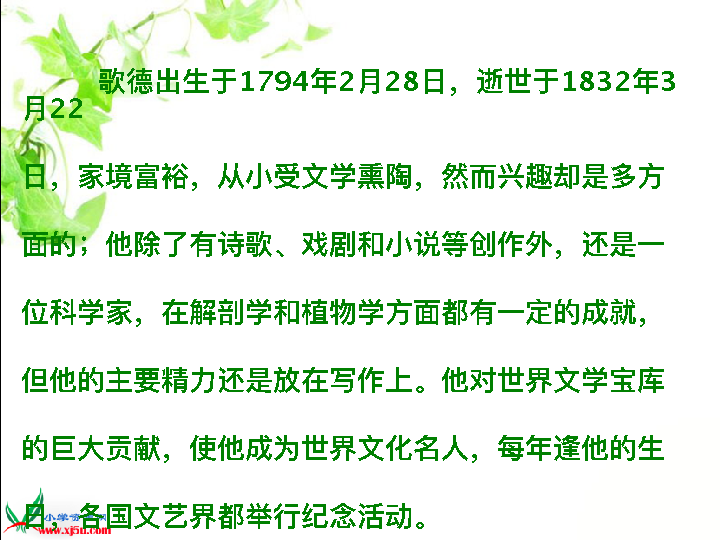 歌德出生于1794年2月28日，逝世于1832年3
月22
日，家境富裕，从小受文学熏陶，然而兴趣却是多方
面的；他除了有诗歌、戏剧和小说等创作外，还是一
位科学家，在解剖学和植物学方面都有一定的成就，
但他的主要精力还是放在写作上。他对世界文学宝库
的巨大贡献，使他成为世界文化名人，每年逢他的生
日，各国文艺界都举行纪念活动。
www.xj5u.com